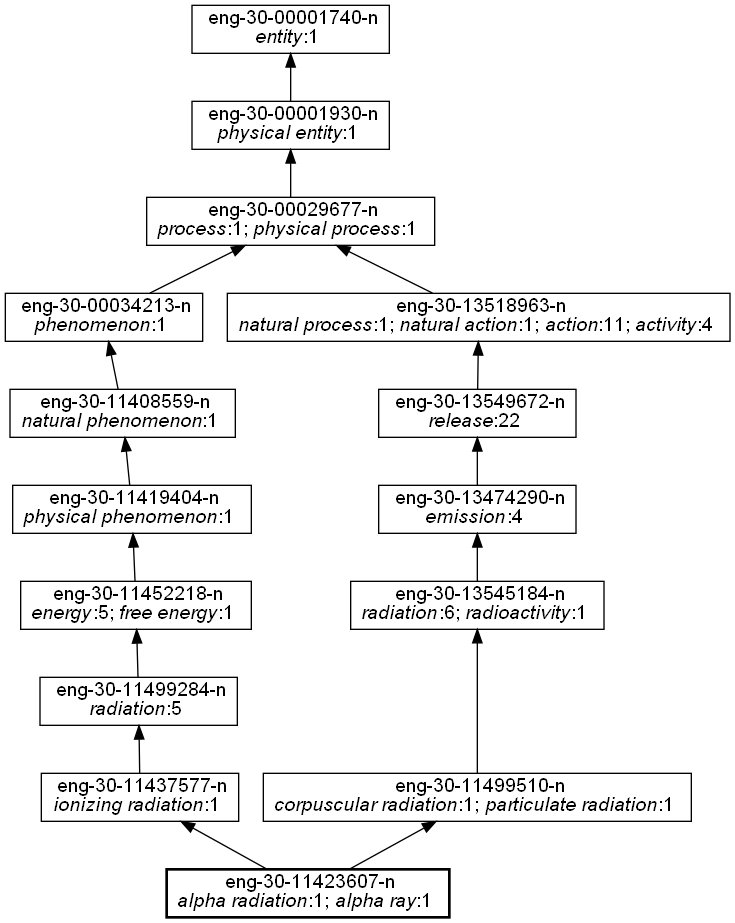 eng-30-00001740-n
entity:1
eng-30-00001930-n
physical entity:1
eng-30-00029677-n
process:1; physical process:1
eng-30-00034213-n
phenomenon:1
eng-30-13518963-n
natural process:1; natural action:1; action:11; activity:4
eng-30-11408559-n
natural phenomenon:1
eng-30-13549672-n
release:22
eng-30-11419404-n
physical phenomenon:1
eng-30-13474290-n
emission:4
eng-30-11452218-n
energy:5; free energy:1
eng-30-13545184-n
radiation:6; radioactivity:1
eng-30-11499284-n
radiation:5
eng-30-11437577-n
ionizing radiation:1
eng-30-11499510-n
corpuscular radiation:1; particulate radiation:1
eng-30-11423607-n
alpha radiation:1; alpha ray:1